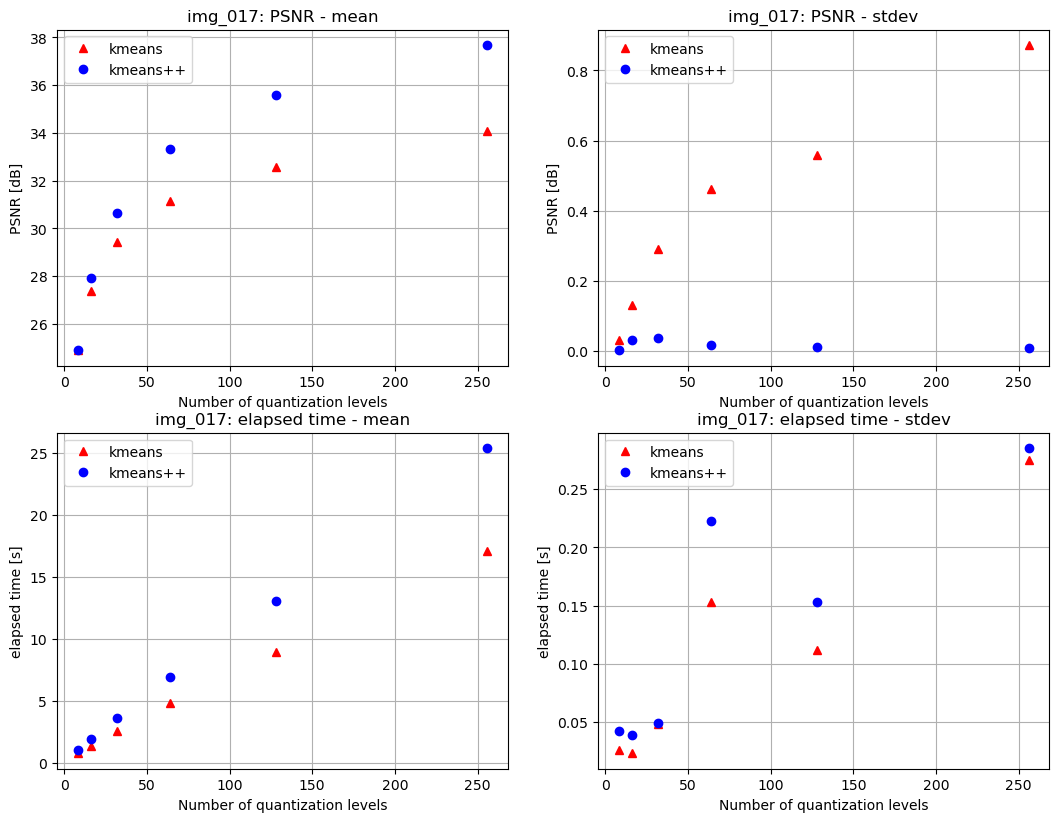 img_017: PSNR - mean
kmeans
kmeans++
PSNR [dB]
38
36
34
32
30
28
26
0 50 100 150 200 250
Number of quantization levels
img_017: PSNR - stdev
kmeans
kmeans++
PSNR [dB]
0.8
0.6
0.4
0.2
0.0
0 50 100 150 200 250
Number of quantization levels
img_017: elapsed time - mean
kmeans
kmeans++
elapsed time [s]
25
20
15
10
5
0
0 50 100 150 200 250
Number of quantization levels
img_017: elapsed time - stdev
kmeans
kmeans++
elapsed time [s]
0.25
0.20
0.15
0.10
0.05
0 50 100 150 200 250
Number of quantization levels